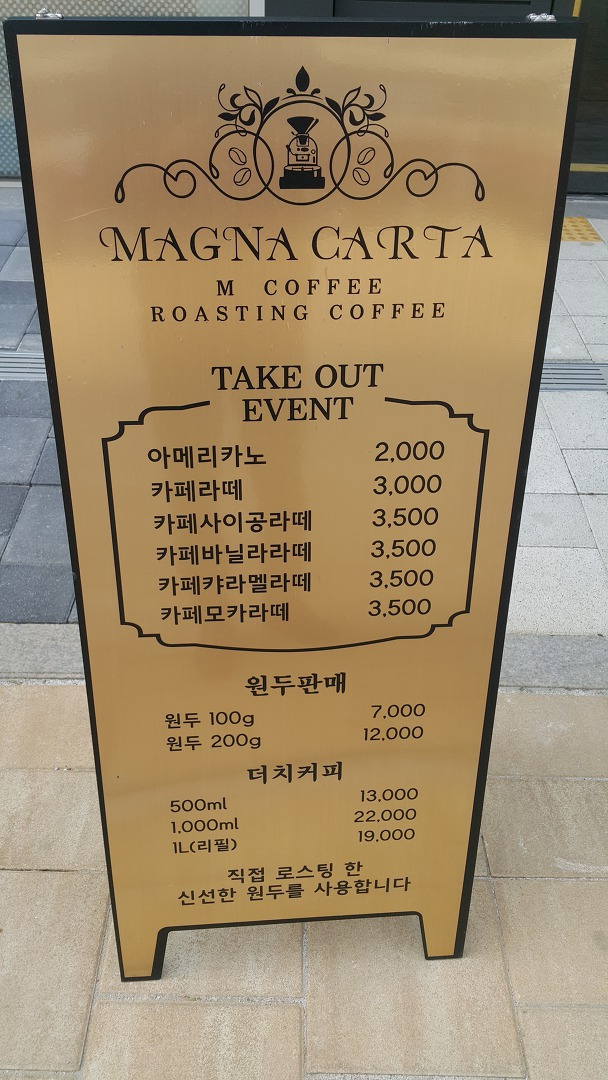 MAGNA CARTA
M COFFEE
ROASTING COFFEE
TAKE OUT
EVENT
아메리카노 2,000
카페라떼 3,000
카페사이공라떼 3,500
카페바닐라라떼 3,500
카페캬라멜라떼 3,500
카페모카라떼 3,500
원두판매
원두 100g 7,000
원두 200g 12,000
더치커피
500ml 13,000
1,000ml 22,000
1L(리필) 19,000
직접 로스팅 한
신선한 원두를 사용합니다